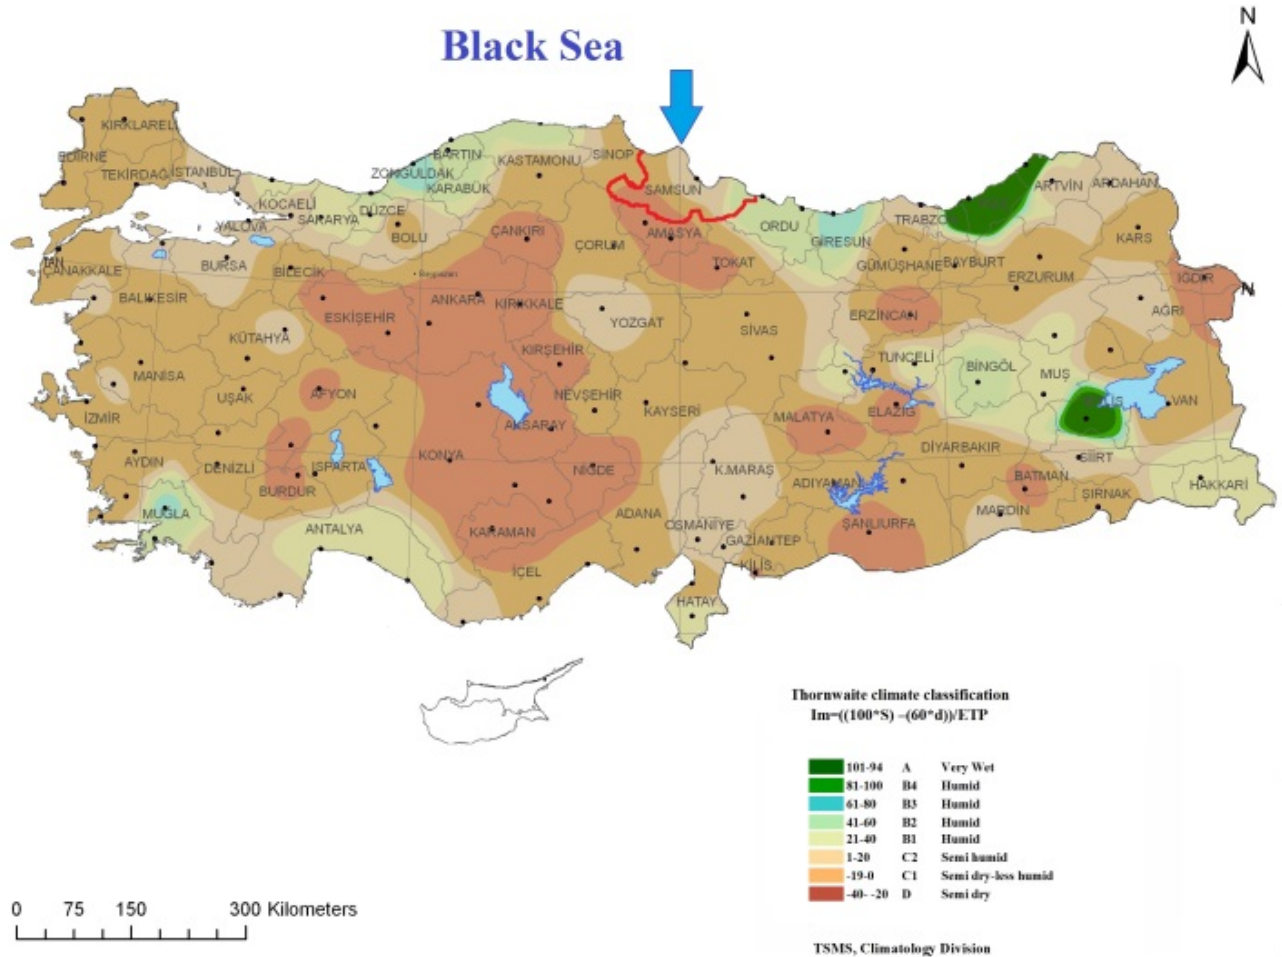 Black Sea
N
KIRKLARELİ
EDİRNE
TEKİRDAĞ
İSTANBUL
KOCAELİ
YALOVA
SAKARYA
DÜZCE
BOLU
ZONGULDAK
BARTIN
KARABÜK
KASTAMONU
SİNOP
SAMSUN
ÇANKIRI
ÇORUM
AMASYA
TOKAT
ORDU
GİRESUN
TRABZON
ARTVİN
ARDAHAN
KARS
GÜMÜŞHANE
BAYBURT
ERZURUM
IĞDIR
N
AĞRI
ÇANAKKALE
BURSA
BİLECİK
Beypazarı
BALIKESİR
ESKİŞEHİR
ANKARA
KIRIKKALE
YOZGAT
SİVAS
ERZİNCAN
KÜTAHYA
KIRŞEHİR
TUNCELİ
BİNGÖL
MUŞ
MANİSA
UŞAK
AFYON
NEVŞEHİR
KAYSERİ
MALATYA
ELAZIĞ
VAN
İZMİR
AKSARAY
DİYARBAKIR
SİİRT
AYDIN
DENİZLİ
ISPARTA
KONYA
NİĞDE
K.MARAŞ
ADIYAMAN
BATMAN
HAKKARİ
BURDUR
ŞIRNAK
MUĞLA
ANTALYA
KARAMAN
ADANA
OSMANİYE
GAZİANTEP
ŞANLIURFA
MARDİN
İÇEL
KİLİS
HATAY
Thornwaite climate classification
Im=((100*S) –(60*d))/ETP
101-94 A Very Wet
81-100 B4 Humid
61-80 B3 Humid
41-60 B2 Humid
21-40 B1 Humid
1-20 C2 Semi humid
-19-0 C1 Semi dry-less humid
-40- -20 D Semi dry
0 75 150 300 Kilometers
TSMS, Climatology Division